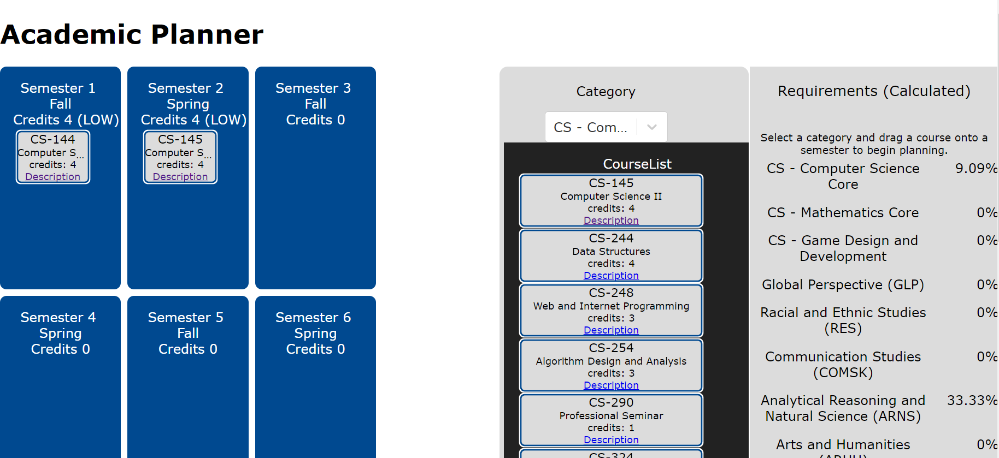 Academic Planner
Semester 1
Fall
Credits 4 (LOW)
CS-144
Computer S...
credits: 4
Description
Semester 2
Spring
Credits 4 (LOW)
CS-145
Computer S...
credits: 4
Description
Semester 3
Fall
Credits 0
Semester 4
Spring
Credits 0
Semester 5
Fall
Credits 0
Semester 6
Spring
Credits 0
Category
CS - Com...
CourseList
CS-145
Computer Science II
credits: 4
Description
CS-244
Data Structures
credits: 4
Description
CS-248
Web and Internet Programming
credits: 3
Description
CS-254
Algorithm Design and Analysis
credits: 3
Description
CS-290
Professional Seminar
credits: 1
Description
CS-324
Requirements (Calculated)
Select a category and drag a course onto a
semester to begin planning.
CS - Computer Science 9.09%
Core
CS - Mathematics Core 0%
CS - Game Design and 0%
Development
Global Perspective (GLP) 0%
Racial and Ethnic Studies 0%
(RES)
Communication Studies 0%
(COMSK)
Analytical Reasoning and 33.33%
Natural Science (ARNS)
Arts and Humanities 0%